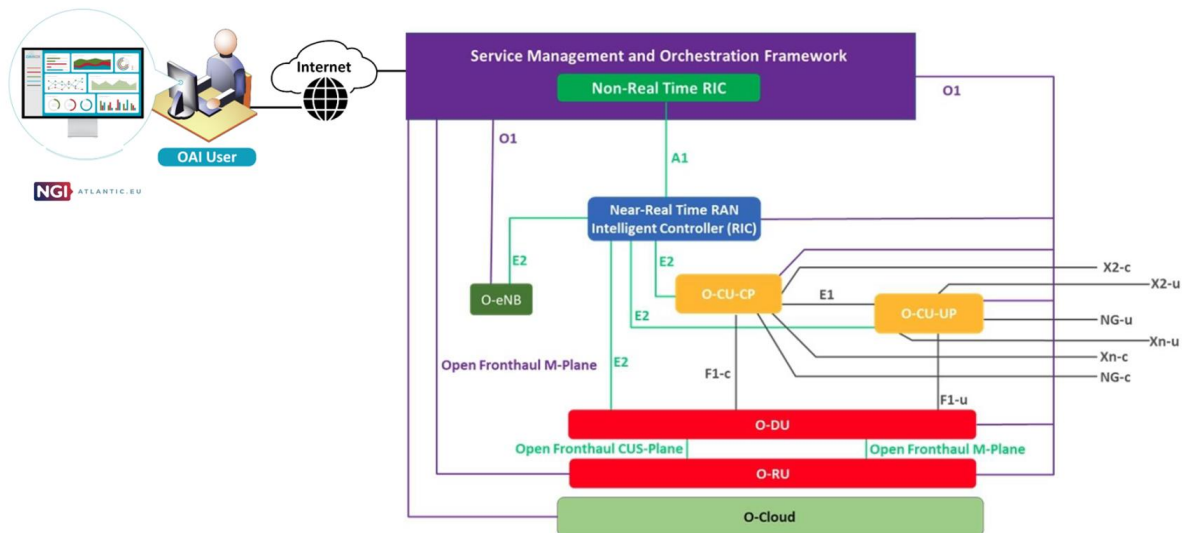 Service Management and Orchestration Framework
Internet
Non-Real Time RIC
O1
O1
OAI User
A1
NGI ATLANTIC.EU
Near-Real Time RAN
Intelligent Controller (RIC)
E2
E2
X2-c
X2-u
O-eNB
O-CU-CP
E1
O-CU-UP
E2
NG-u
Xn-u
Open Fronthaul M-Plane
E2
F1-c
Xn-c
NG-c
F1-u
O-DU
Open Fronthaul CUS-Plane
Open Fronthaul M-Plane
O-RU
O-Cloud